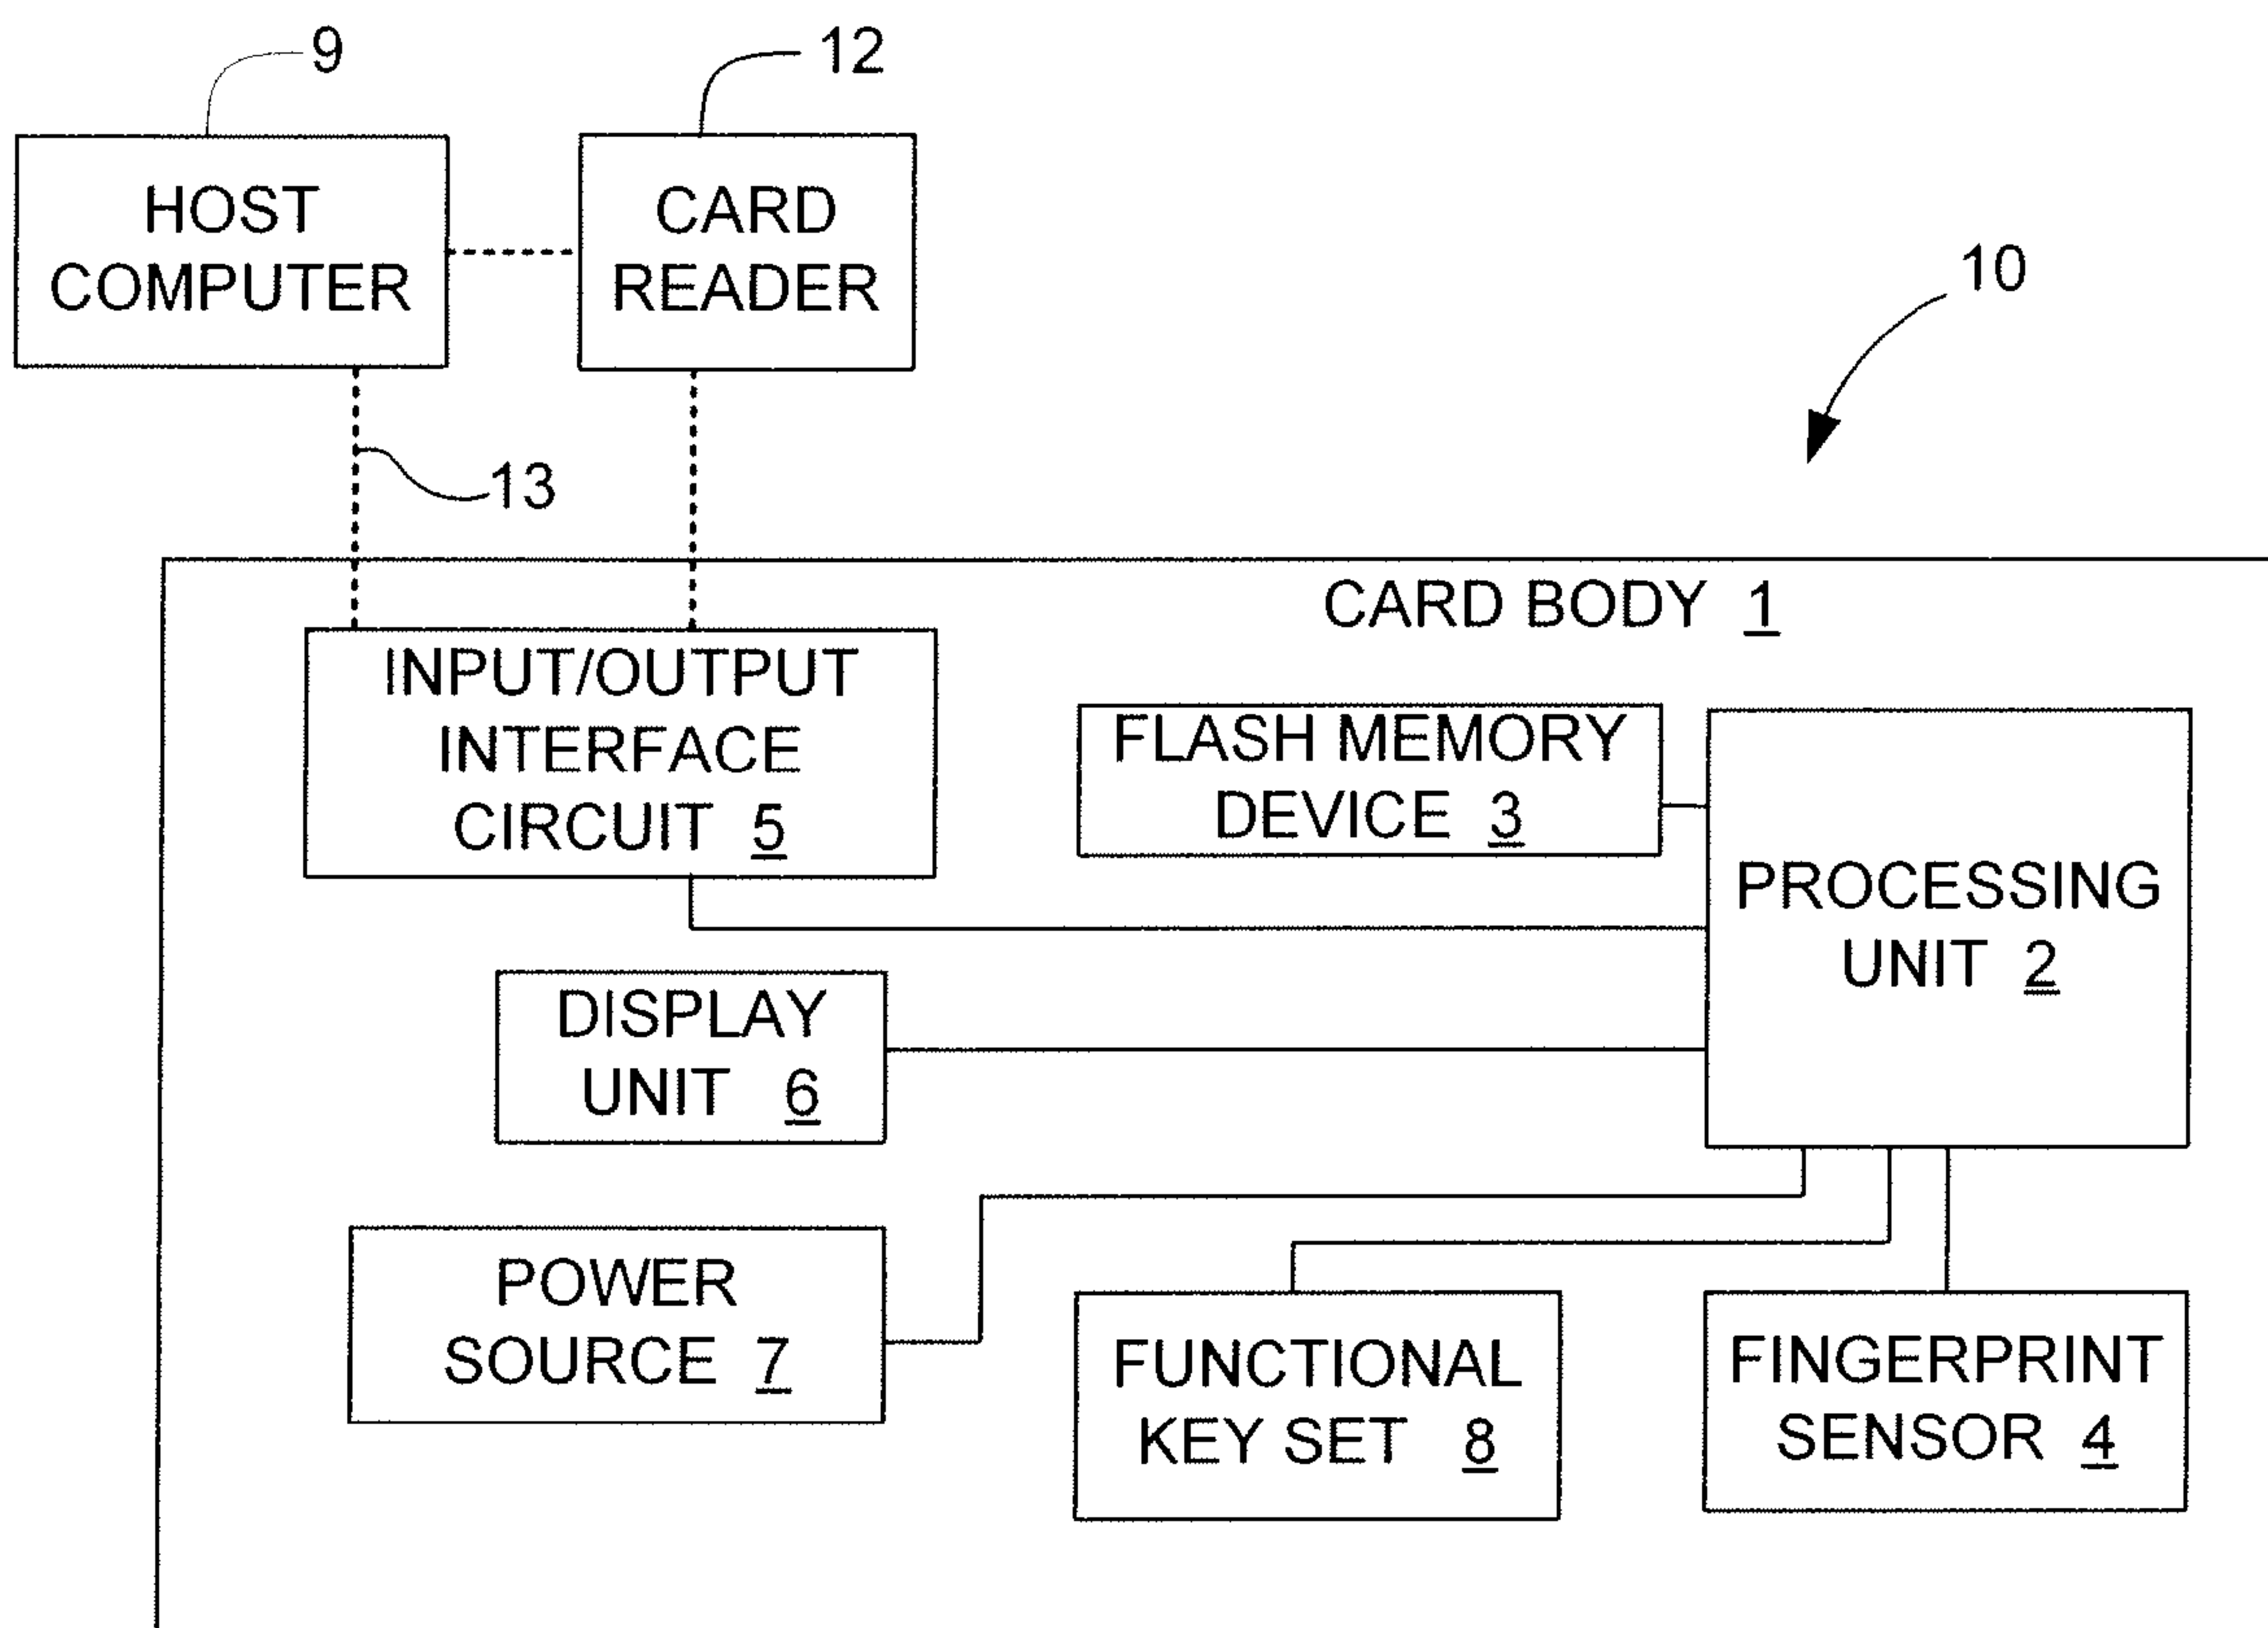 9
12
HOST
COMPUTER
CARD
READER
10
13
CARD BODY 1
INPUT/OUTPUT
INTERFACE
CIRCUIT 5
FLASH MEMORY
DEVICE 3
PROCESSING
UNIT 2
DISPLAY
UNIT 6
POWER
SOURCE 7
FUNCTIONAL
KEY SET 8
FINGERPRINT
SENSOR 4